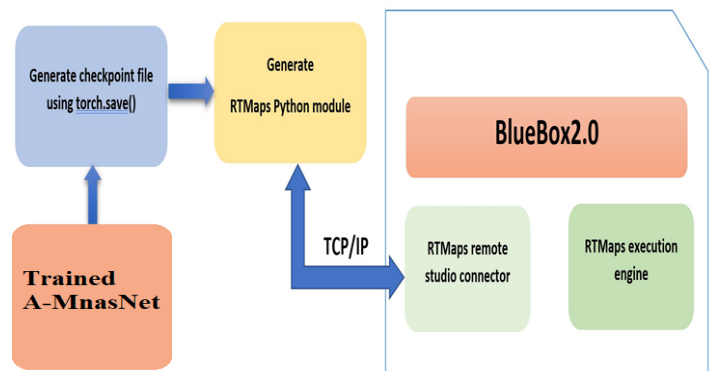 Generate checkpoint file
using torch.save()
Generate
RTMaps Python module
BlueBox2.0
Trained
A-MnasNet
TCP/IP
RTMaps remote
studio connector
RTMaps execution
engine